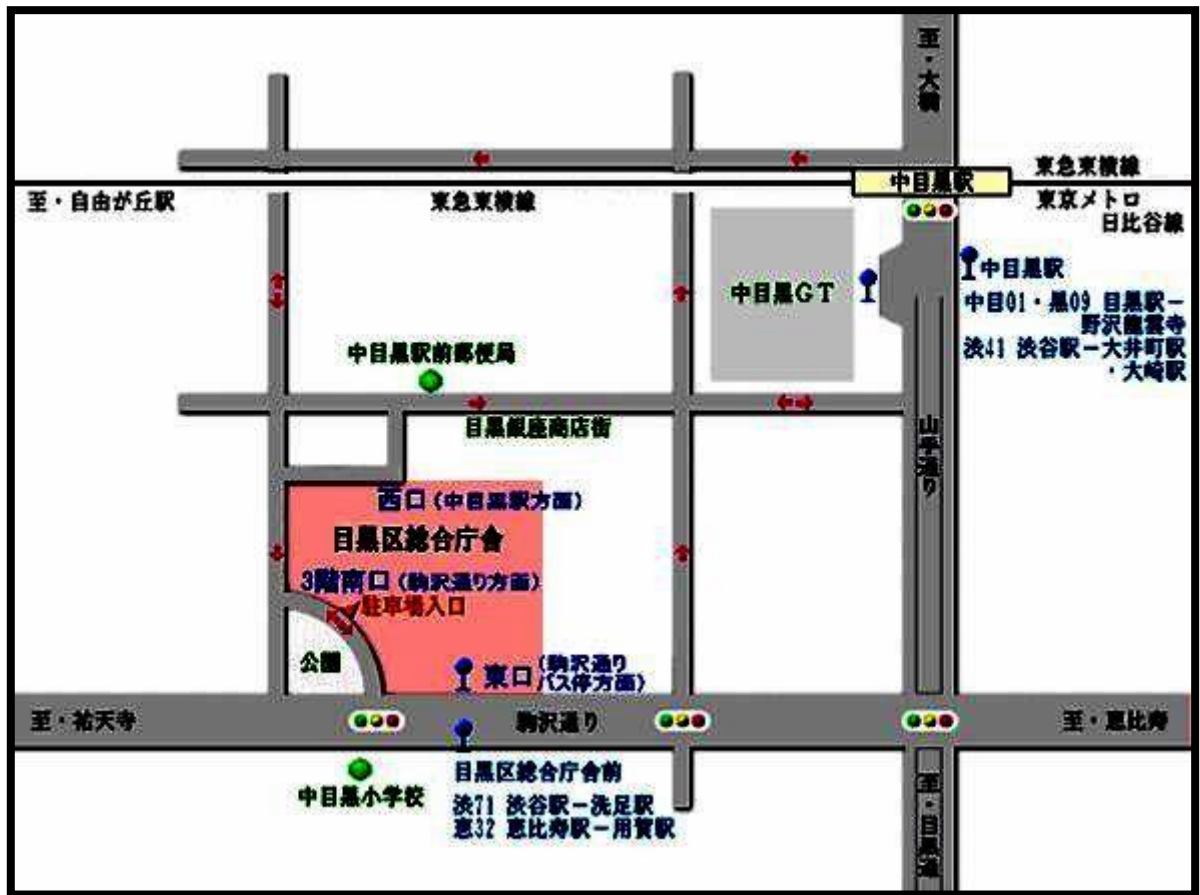 至・大橋
東急東横線
中目黒駅
至・自由が丘駅
東急東横線
東京メトロ
日比谷線
中目黒駅
中目黒GT
中目01・黒09 目黒駅－
野沢龍雲寺
渋41 渋谷駅－大井町駅
・大崎駅
中目黒駅前郵便局
目黒銀座商店街
山手通り
西口（中目黒駅方面）
目黒区総合庁舎
3階南口（駒沢通り方面）
駐車場入口
公園
東口
（駒沢通り
バス停方面）
至・祐天寺
駒沢通り
至・恵比寿
目黒区総合庁舎前
中目黒小学校
渋71 渋谷駅－洗足駅
恵32 恵比寿駅－用賀駅
至・目黒通